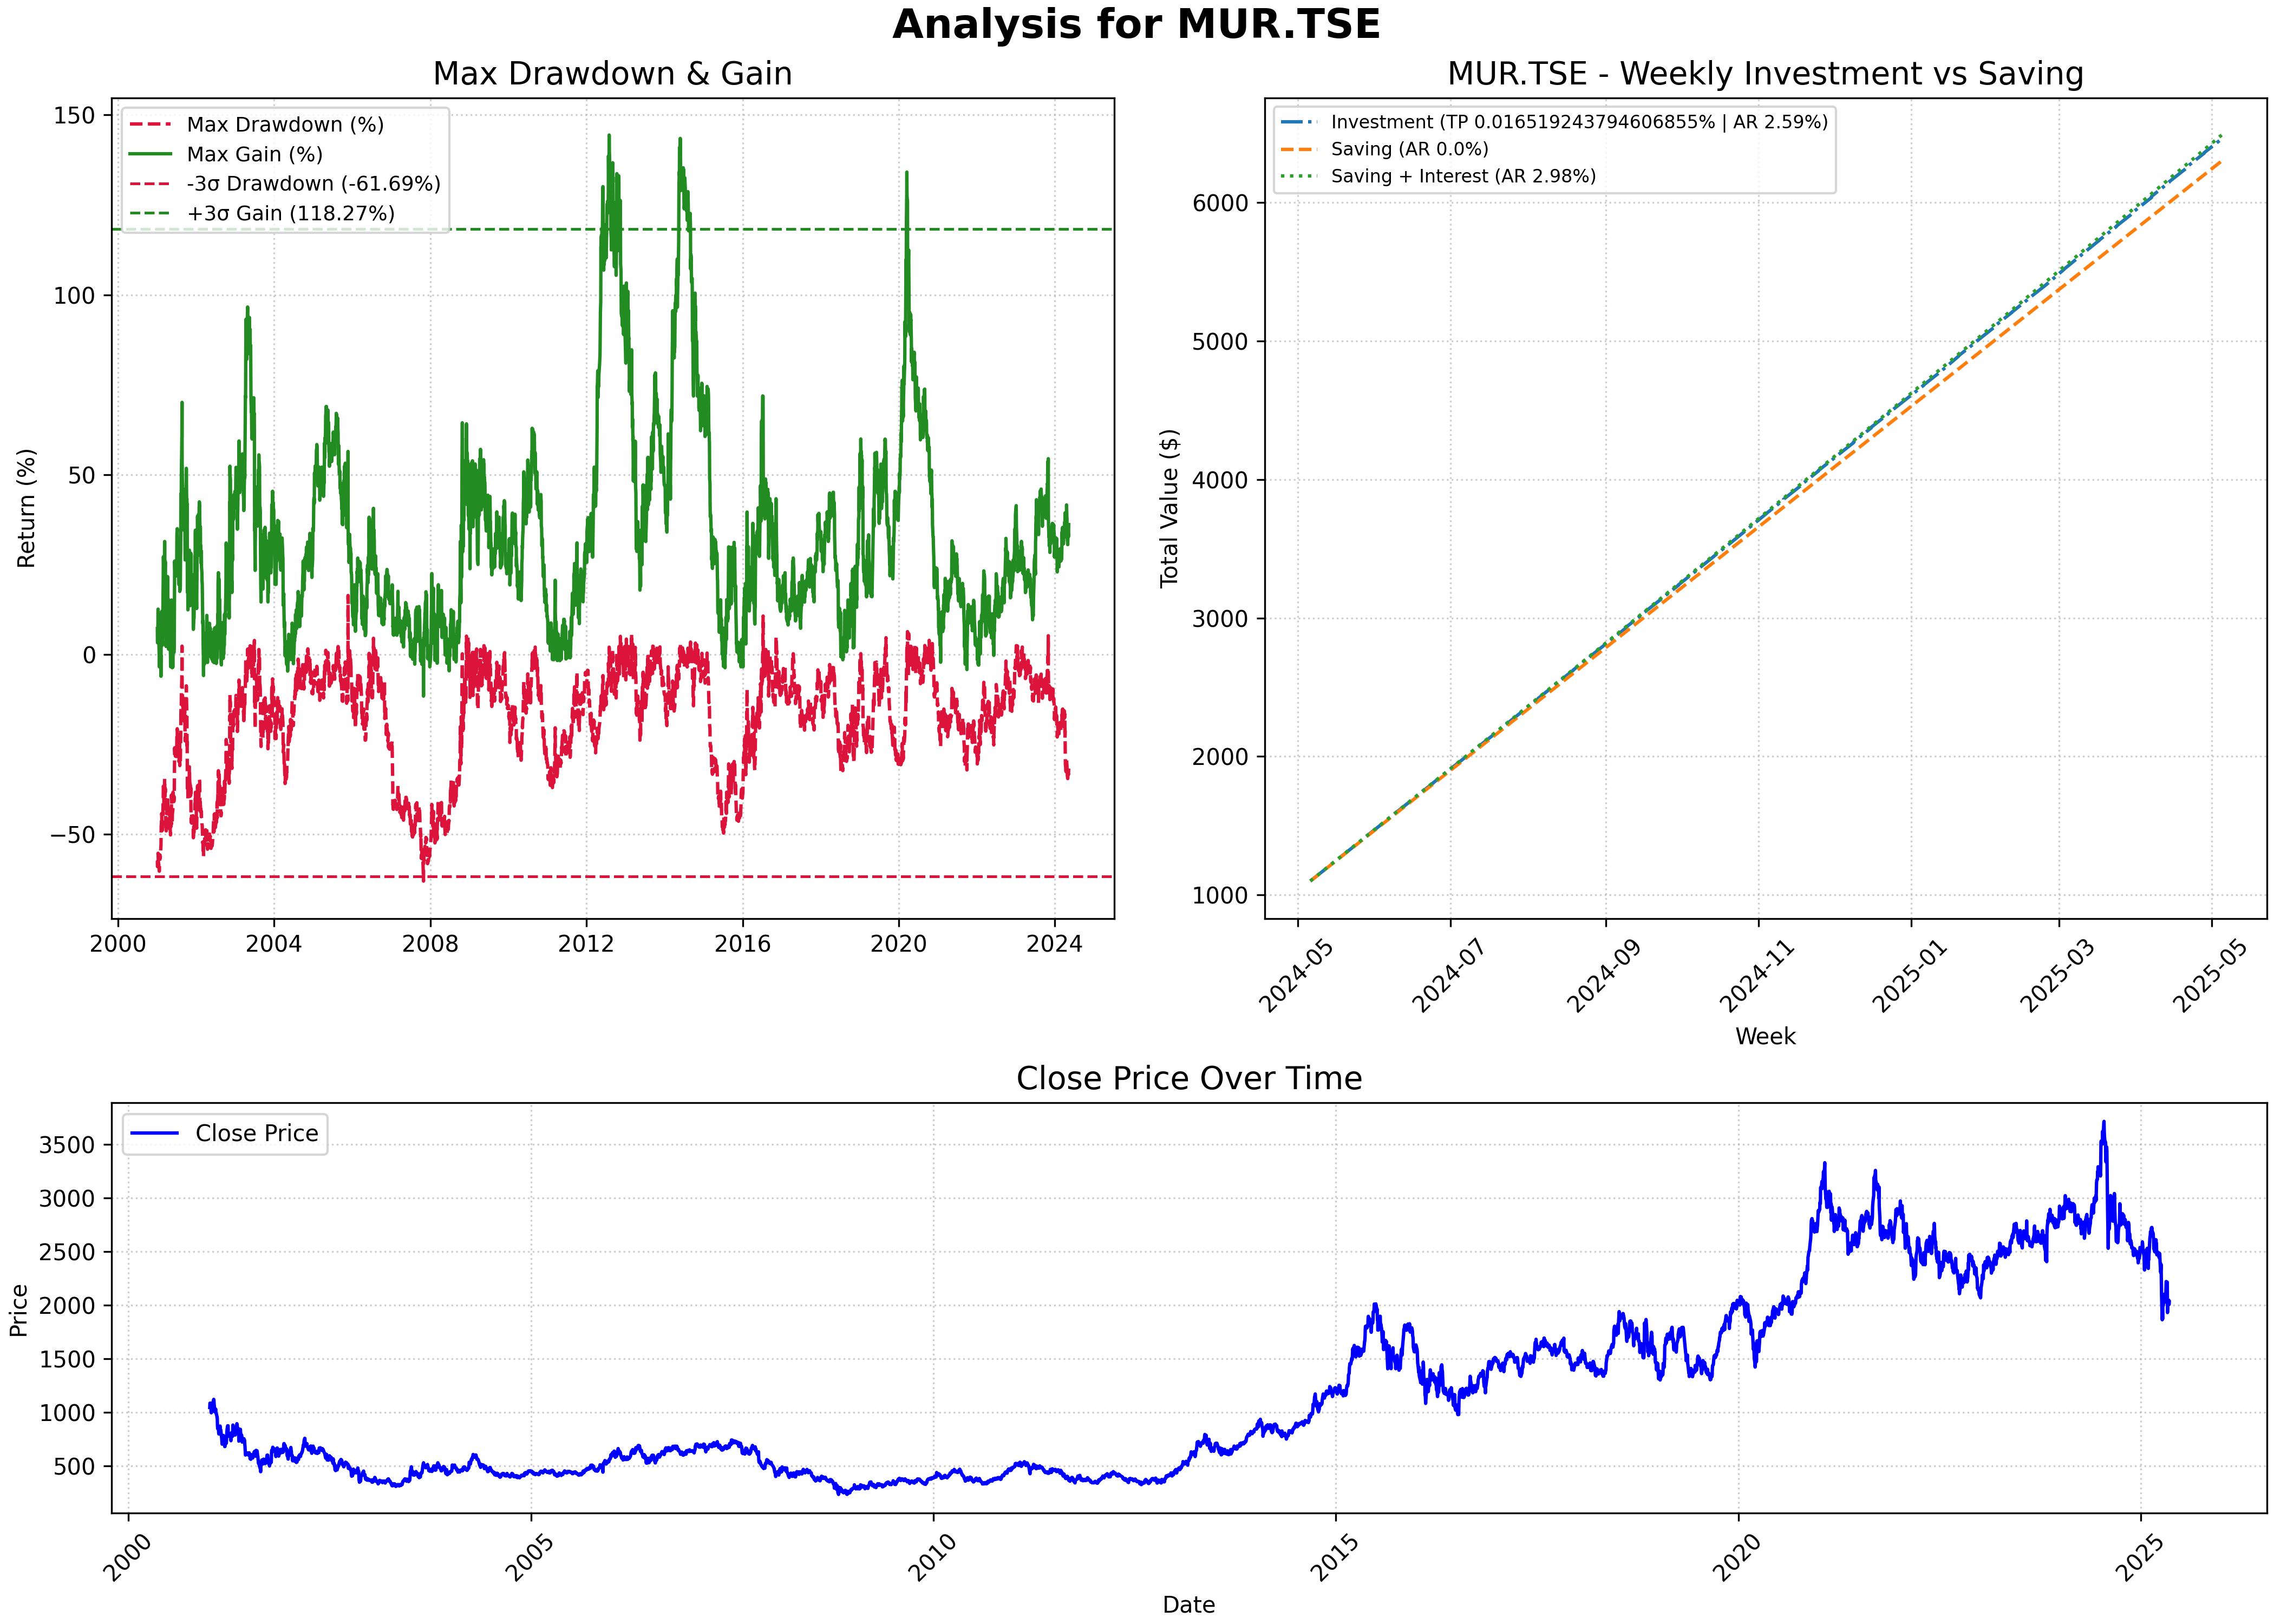 Analysis for MUR.TSE
Max Drawdown & Gain
Max Drawdown (%)
Max Gain (%)
-3σ Drawdown (-61.69%)
+3σ Gain (118.27%)
Return (%)
150
100
50
0
−50
2000 2004 2008 2012 2016 2020 2024
MUR.TSE - Weekly Investment vs Saving
Investment (TP 0.016519243794606855% | AR 2.59%)
Saving (AR 0.0%)
Saving + Interest (AR 2.98%)
Total Value ($)
6000
5000
4000
3000
2000
1000
2024-05 2024-07 2024-09 2024-11 2025-01 2025-03 2025-05
Week
Close Price Over Time
Close Price
Price
3500
3000
2500
2000
1500
1000
500
2000 2005 2010 2015 2020 2025
Date